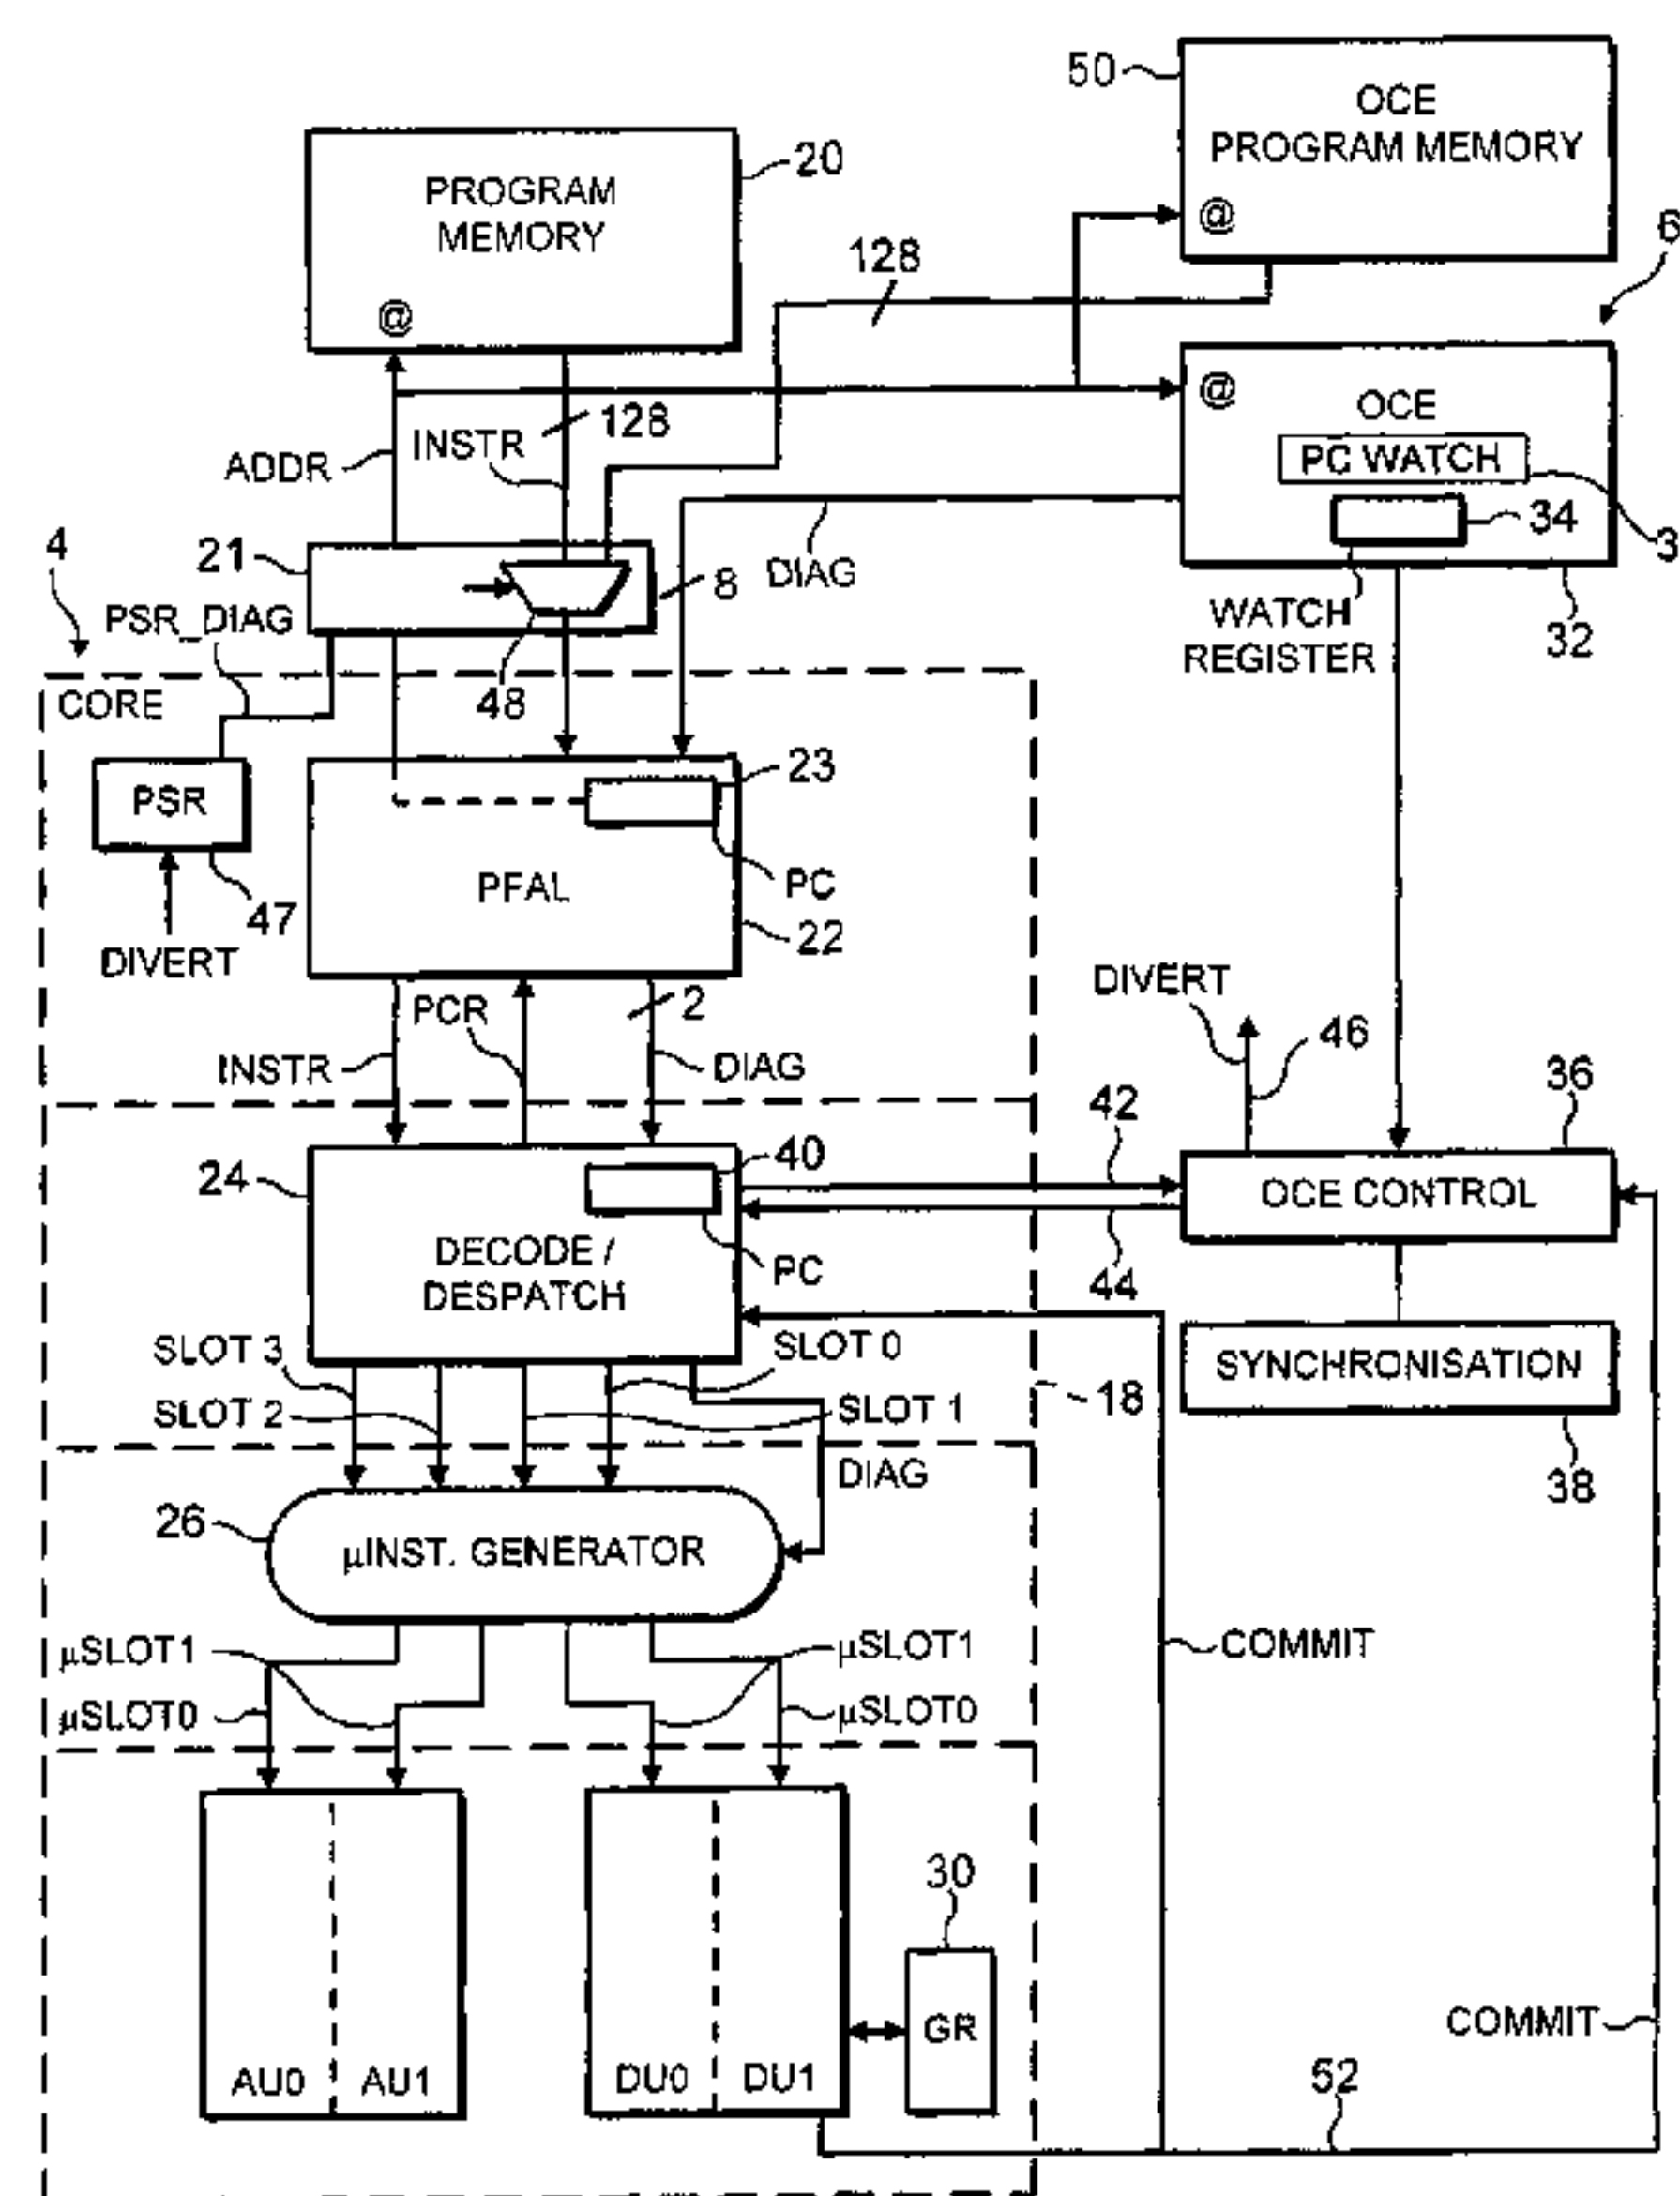 50
OCE
PROGRAM MEMORY
@
20
PROGRAM
MEMORY
@
128
6
@
OCE
PC WATCH
34
3
128
INSTR
ADDR
4
21
8
DIAG
WATCH
REGISTER
32
PSR_DIAG
48
CORE
PSR
23
PC
PFAL
22
47
DIVERT
PCR
2
INSTR
DIAG
DIVERT
46
36
42
40
24
OCE CONTROL
DECODE /
DESPATCH
PC
44
SLOT 3
SLOT 0
SYNCHRONISATION
SLOT 2
SLOT 1
18
DIAG
38
26
µINST. GENERATOR
µSLOT1
µSLOT1
COMMIT
µSLOT0
µSLOT0
30
GR
COMMIT
AU0
AU1
DU0
DU1
52